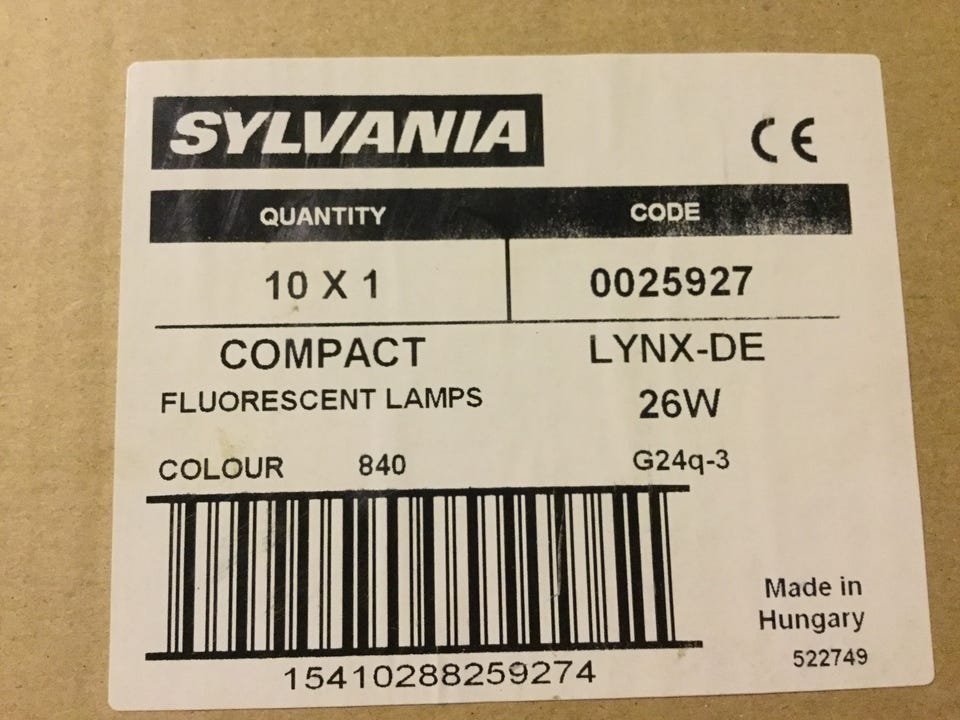 SYLVANIA
CE
QUANTITY CODE
10 X 1 0025927
COMPACT LYNX-DE
FLUORESCENT LAMPS 26W
COLOUR 840 G24q-3
Made in
Hungary
522749
15410288259274